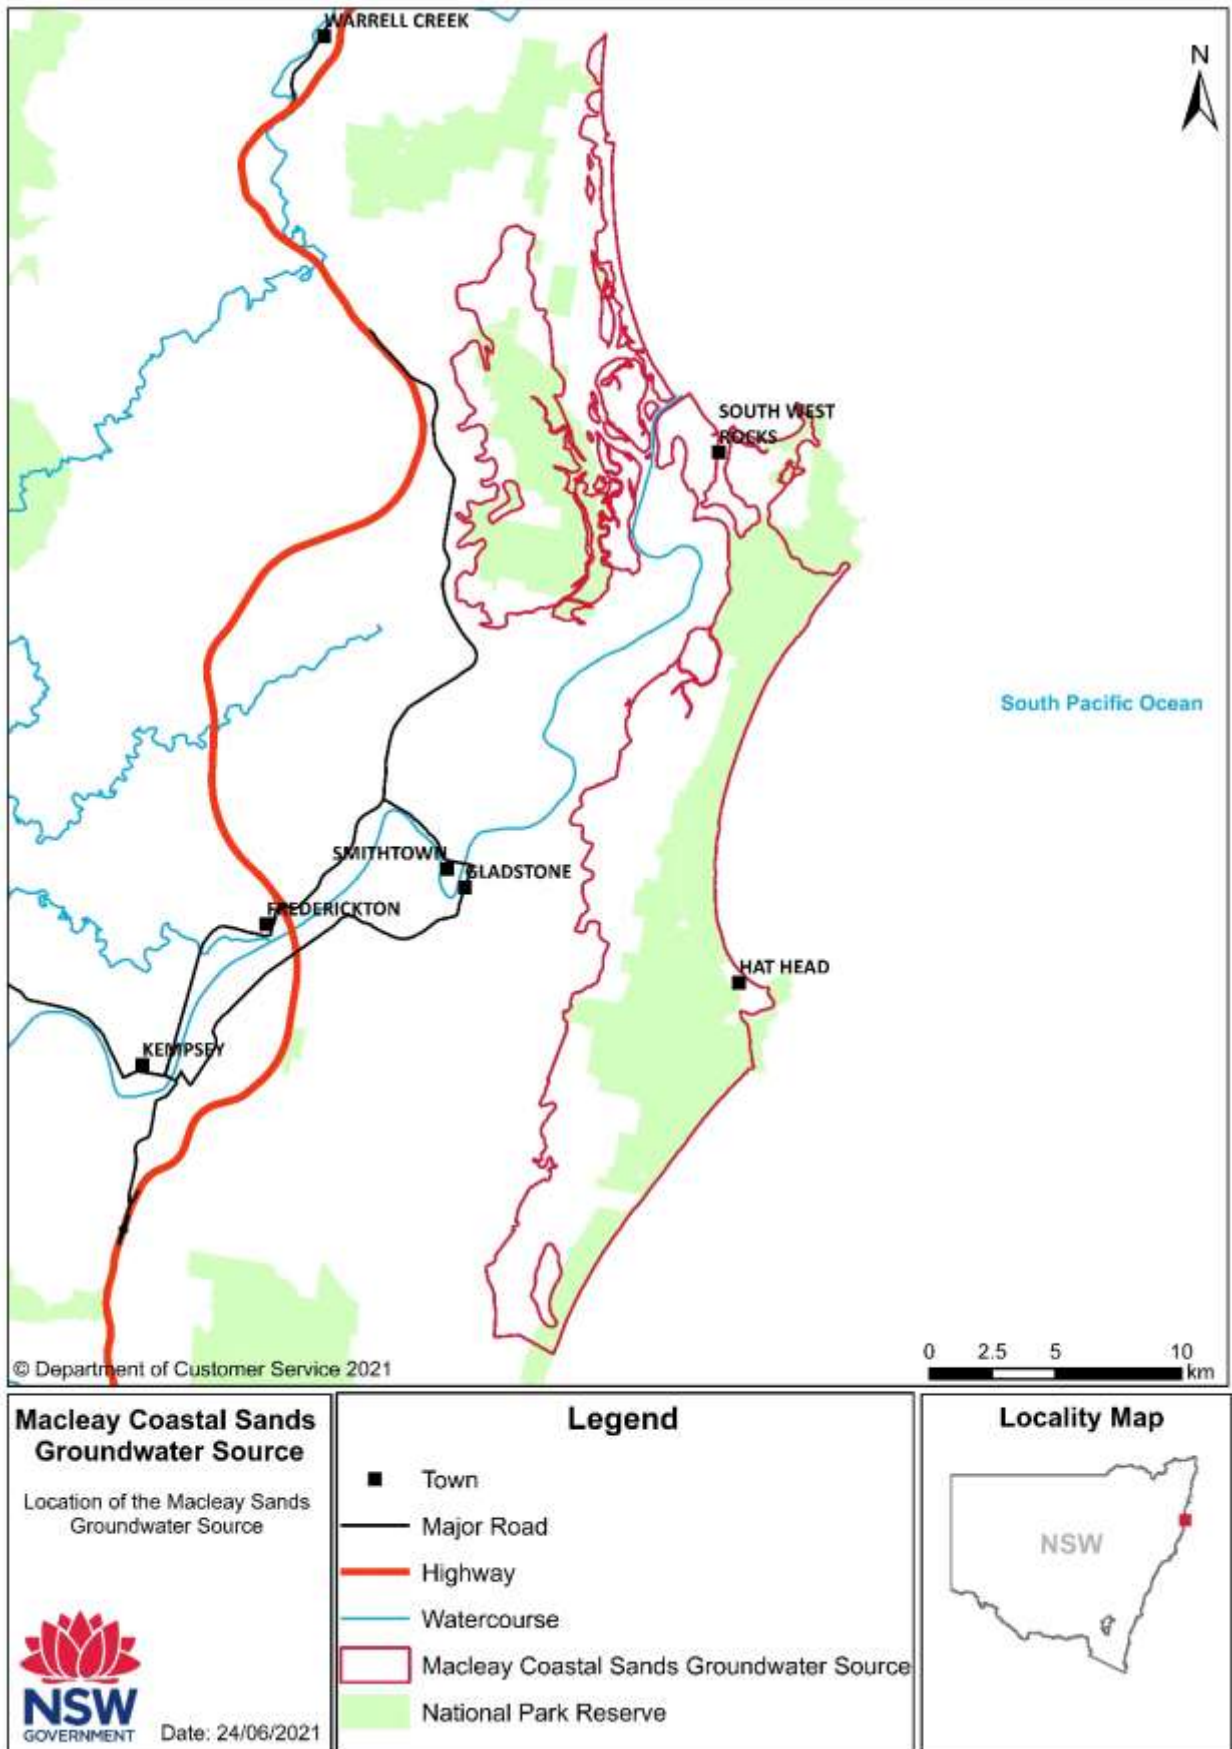 WARRELL CREEK
N
SOUTH WEST
ROCKS
South Pacific Ocean
SMITHTOWN
GLADSTONE
FREDERICKTON
HAT HEAD
KEMPSEY
0 2.5 5 10
km
© Department of Customer Service 2021
Macleay Coastal Sands
Groundwater Source
Location of the Macleay Sands
Groundwater Source
NSW
GOVERNMENT
Date: 24/06/2021
Legend
Town
Major Road
Highway
Watercourse
Macleay Coastal Sands Groundwater Source
National Park Reserve
Locality Map
NSW